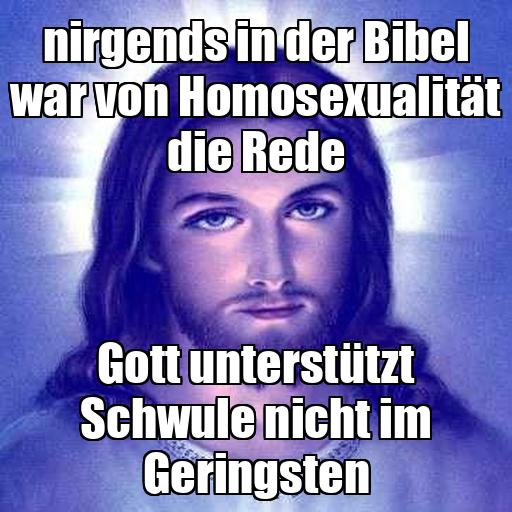 nirgends in der Bibel
war von Homosexualität
die Rede
Gott unterstützt
Schwule nicht im
Geringsten